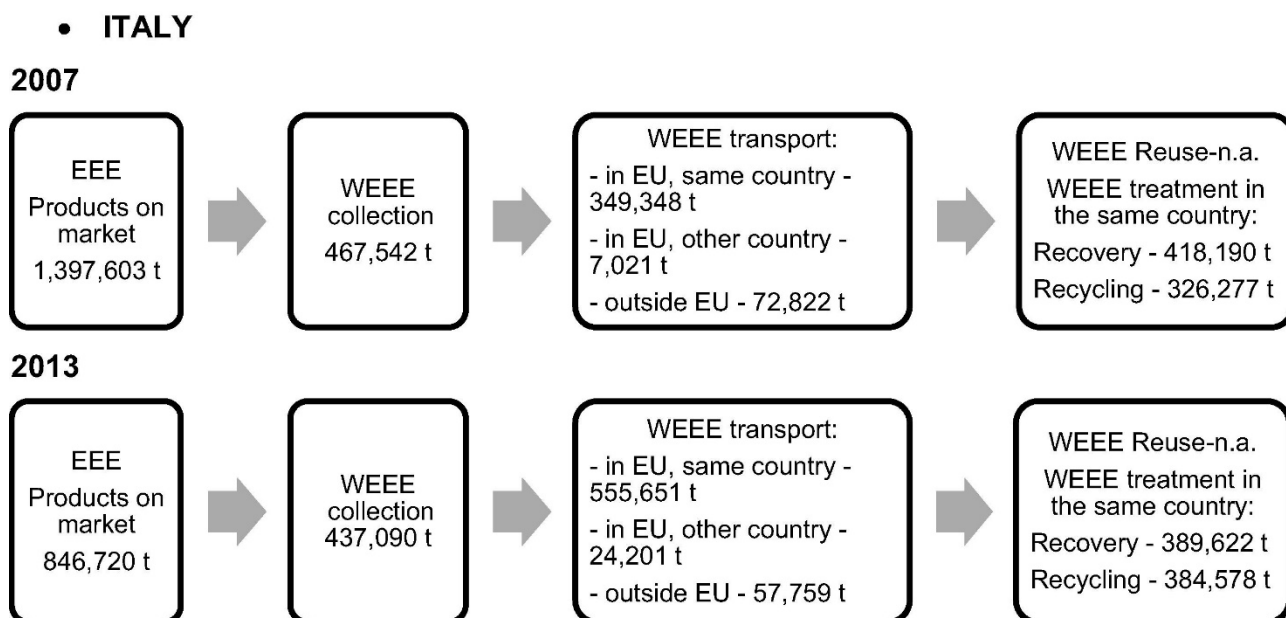 • ITALY
2007
EEE
Products on
market
1,397,603 t
WEEE
collection
467,542 t
WEEE transport:
- in EU, same country -
349,348 t
- in EU, other country -
7,021 t
- outside EU - 72,822 t
WEEE Reuse-n.a.
WEEE treatment in
the same country:
Recovery - 418,190 t
Recycling - 326,277 t
2013
EEE
Products on
market
846,720 t
WEEE
collection
437,090 t
WEEE transport:
- in EU, same country -
555,651 t
- in EU, other country -
24,201 t
- outside EU - 57,759 t
WEEE Reuse-n.a.
WEEE treatment in
the same country:
Recovery - 389,622 t
Recycling - 384,578 t